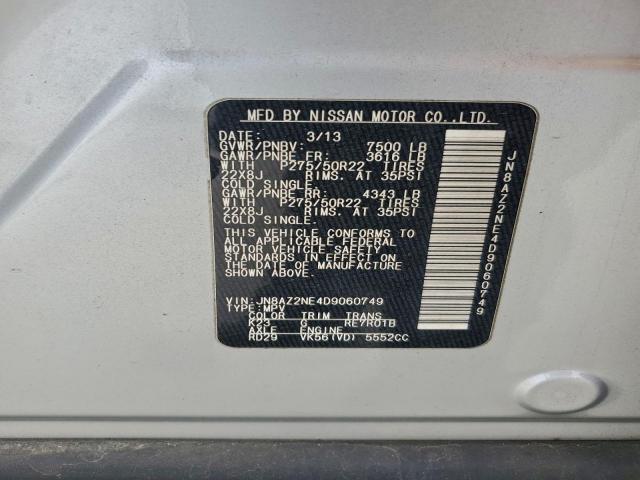 MFD BY NISSAN MOTOR CO.,LTD.
DATE: 3/13
GVWR/PNBV: 7500 LB
GAWR/PNBE FR: 3616 LB
WITH P275/50R22 TIRES
22X8J RIMS. AT 35PSI
COLD SINGLE.
GAWR/PNBE RR: 4343 LB
WITH P275/50R22 TIRES
22X8J RIMS. AT 35PSI
COLD SINGLE.
THIS VEHICLE CONFORMS TO
ALL APPLICABLE FEDERAL
MOTOR VEHICLE SAFETY
STANDARDS IN EFFECT ON
THE DATE OF MANUFACTURE
SHOWN ABOVE.
VIN: JN8AZ2NE4D9060749
TYPE: MPV
COLOR TRIM TRANS
K23 G RE7R01B
AXLE ENGINE
RD29 VK56(VD) 5552CC
JN8AZ2NE4D9060749